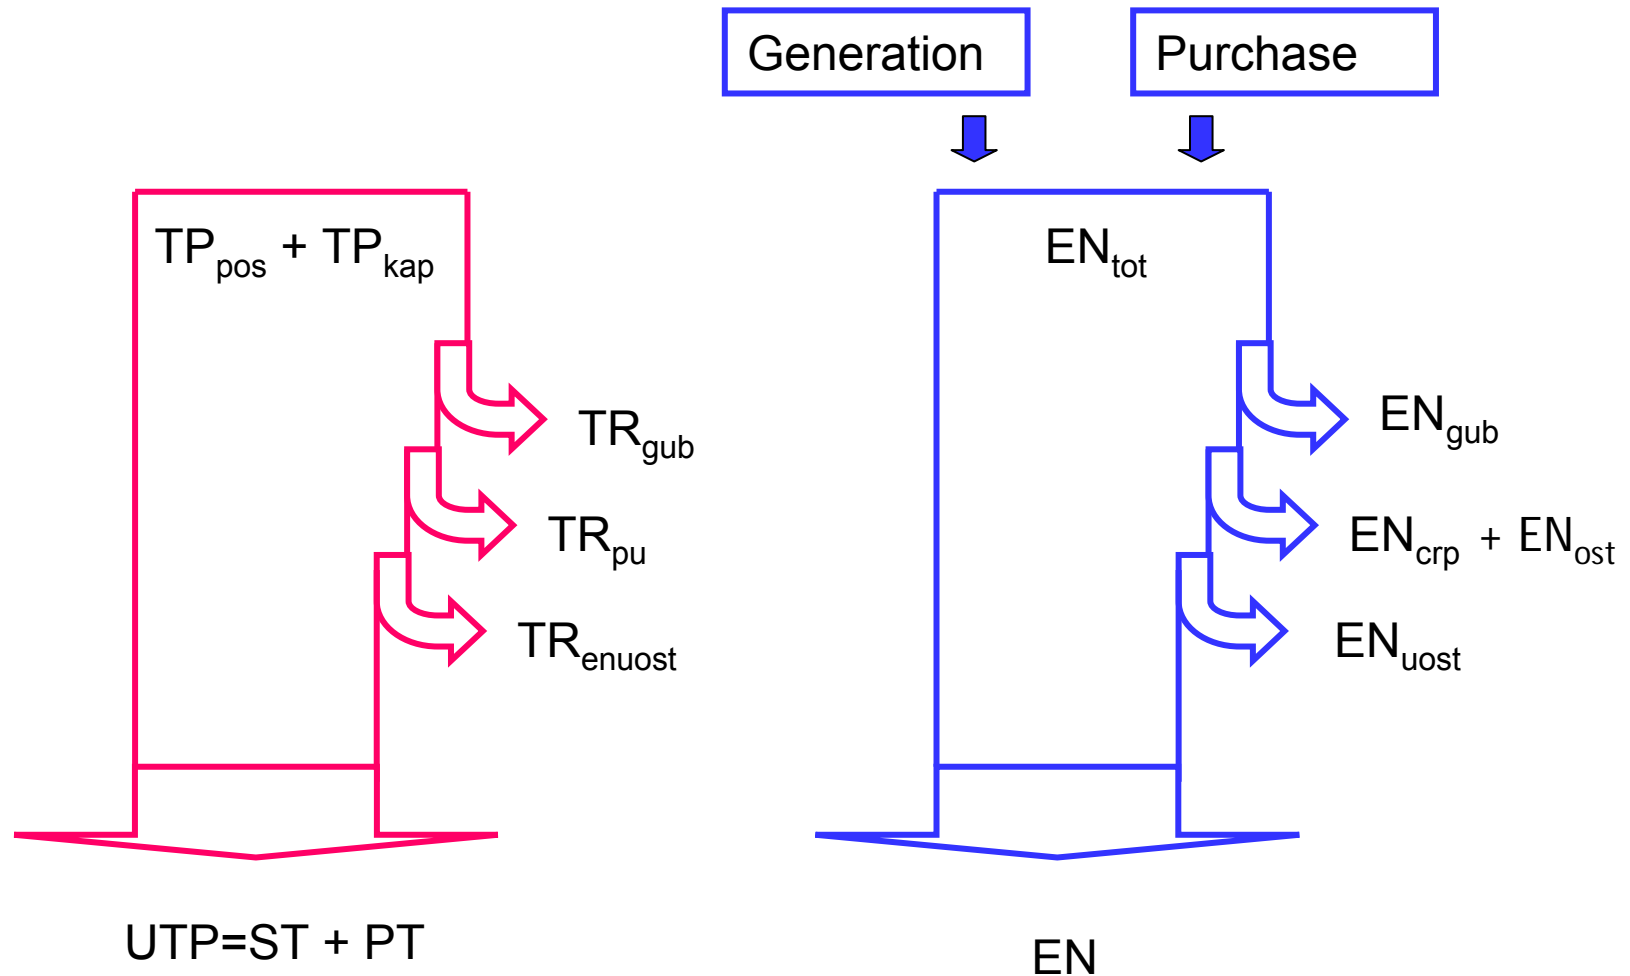 Generation
Purchase
TPpos + TPkap
ENtot
TRgub
ENgub
TRpu
ENcrp + ENost
TRenuost
ENuost
UTP=ST + PT
EN